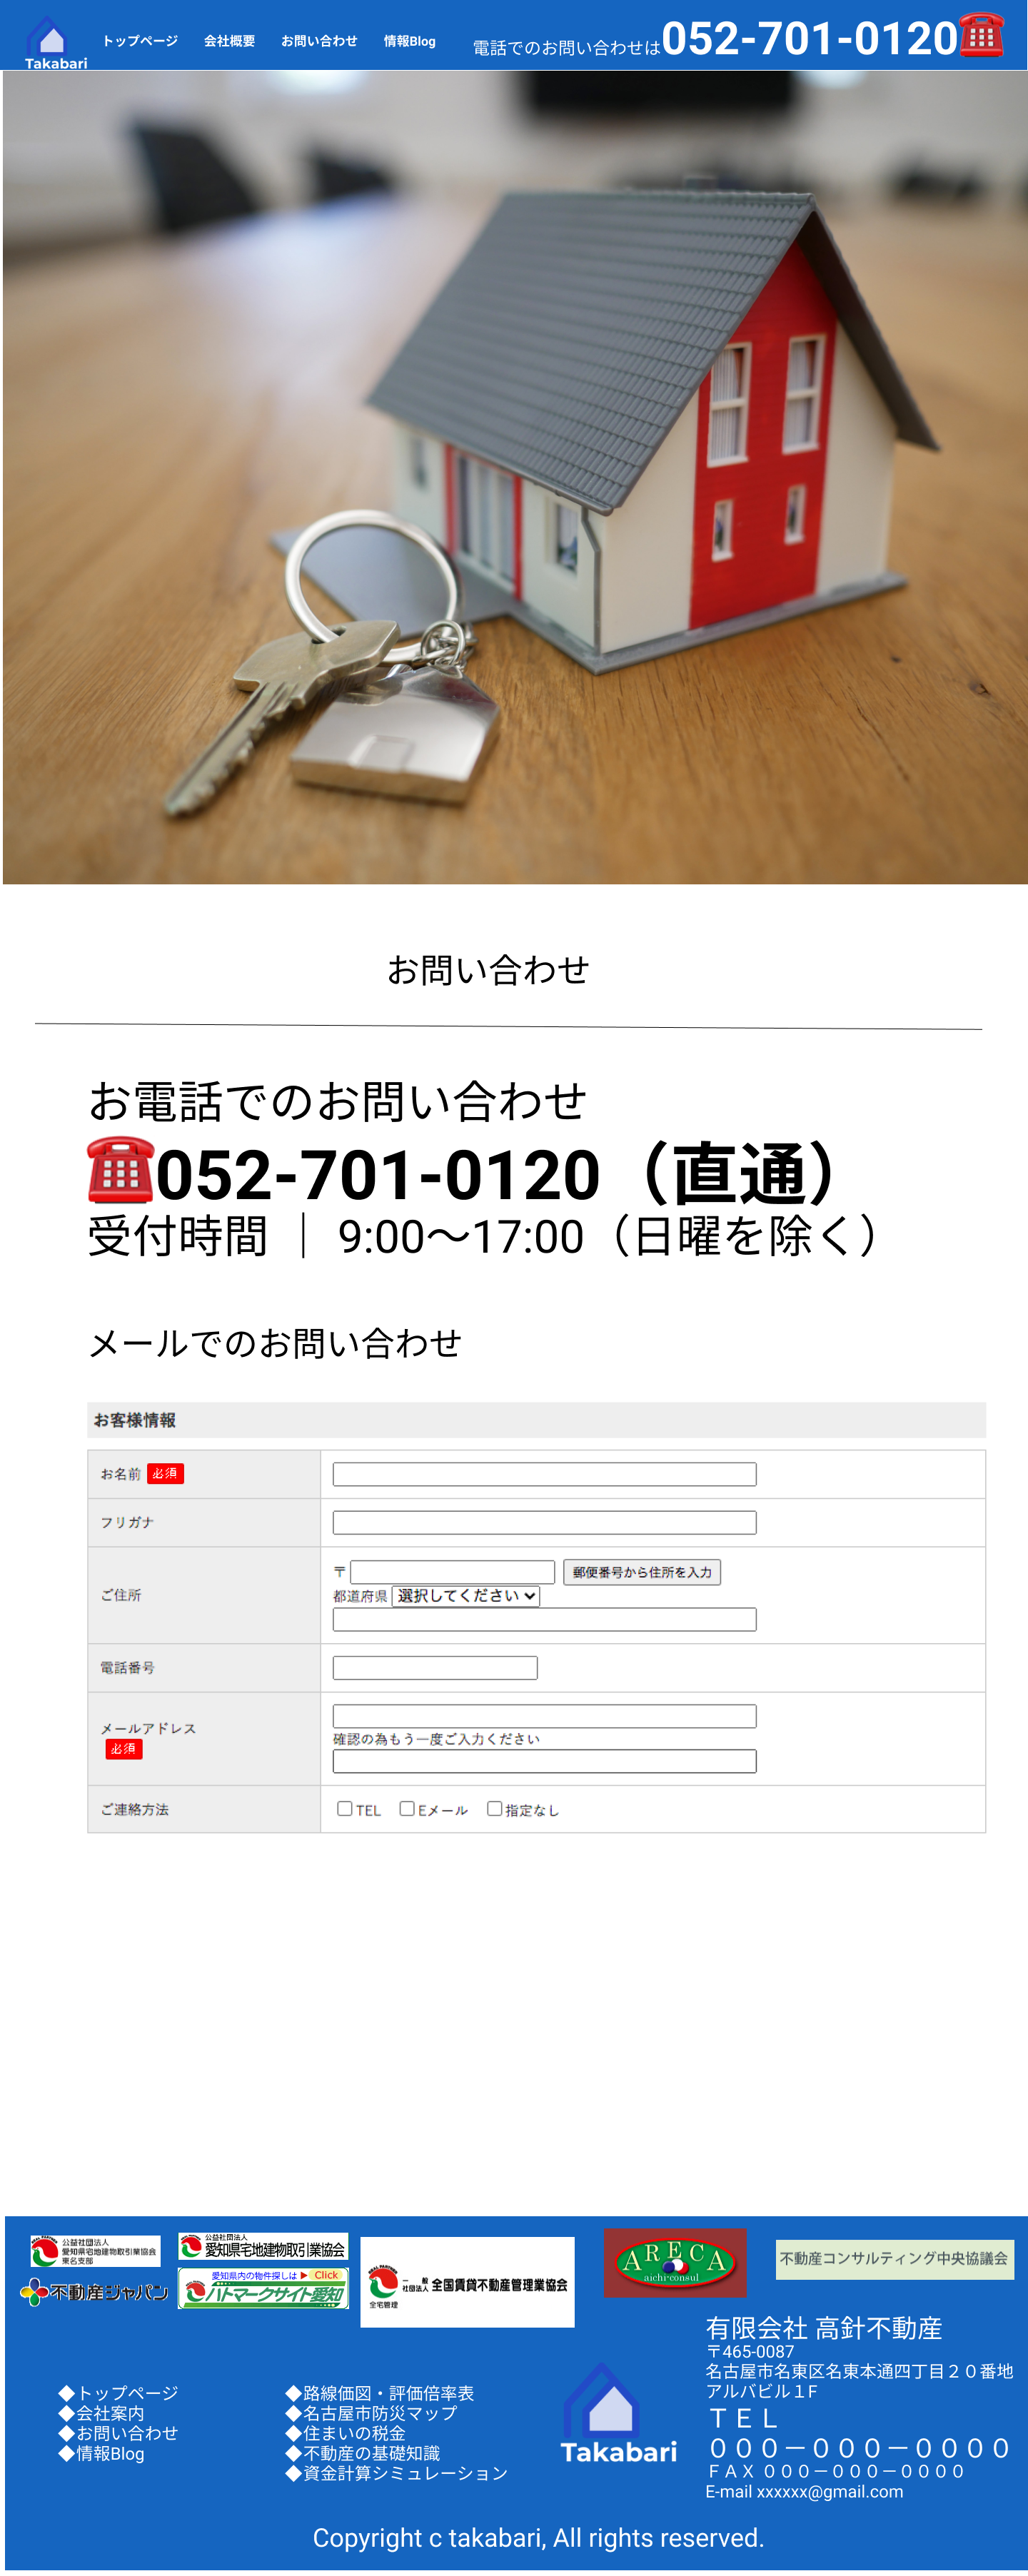 Takabari
トップページ 会社概要 お問い合わせ 情報Blog
電話でのお問い合わせは052-701-0120
お問い合わせ
お電話でのお問い合わせ
052-701-0120（直通）
受付時間 ｜ 9:00〜17:00（日曜を除く）
メールでのお問い合わせ
お客様情報
お名前 必須
フリガナ
ご住所
〒 郵便番号から住所を入力
都道府県 選択してください
電話番号
メールアドレス
必須
確認の為もう一度ご入力ください
ご連絡方法
TEL Eメール 指定なし
公益社団法人
愛知県宅地建物取引業協会
東名支部
公益社団法人
愛知県宅地建物取引業協会
不動産ジャパン
愛知県内の物件探しは ▶ Click
ハトマークサイト愛知
一般社団法人 全国賃貸不動産管理業協会
全宅管理
ARECA
aichi-consul
不動産コンサルティング中央協議会
有限会社 高針不動産
〒465-0087
名古屋市名東区名東本通四丁目２０番地
アルバビル１F
ＴＥＬ
０００－０００－００００
ＦＡＸ ０００－０００－００００
E-mail xxxxxx@gmail.com
◆トップページ
◆会社案内
◆お問い合わせ
◆情報Blog
◆路線価図・評価倍率表
◆名古屋市防災マップ
◆住まいの税金
◆不動産の基礎知識
◆資金計算シミュレーション
Takabari
Copyright c takabari, All rights reserved.